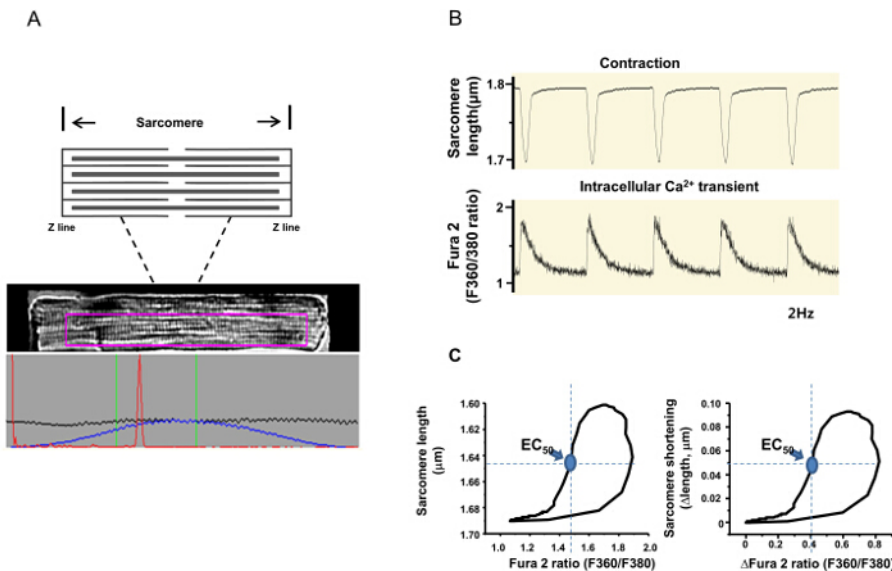 A
Sarcomere
Z line
Z line
B
Contraction
Sarcomere
length(μm)
1.8
1.7
Intracellular Ca²⁺ transient
Fura 2
(F360/380 ratio)
2
1
2Hz
C
Sarcomere length
(μm)
1.60
1.62
1.64
1.66
1.68
1.70
EC₅₀
1.0
1.2
1.4
1.6
1.8
2.0
Fura 2 ratio (F360/F380)
Sarcomere shortening
(Δlength, μm)
0.10
0.08
0.06
0.04
0.02
0
EC₅₀
0
0.2
0.4
0.6
0.8
ΔFura 2 ratio (F360/F380)